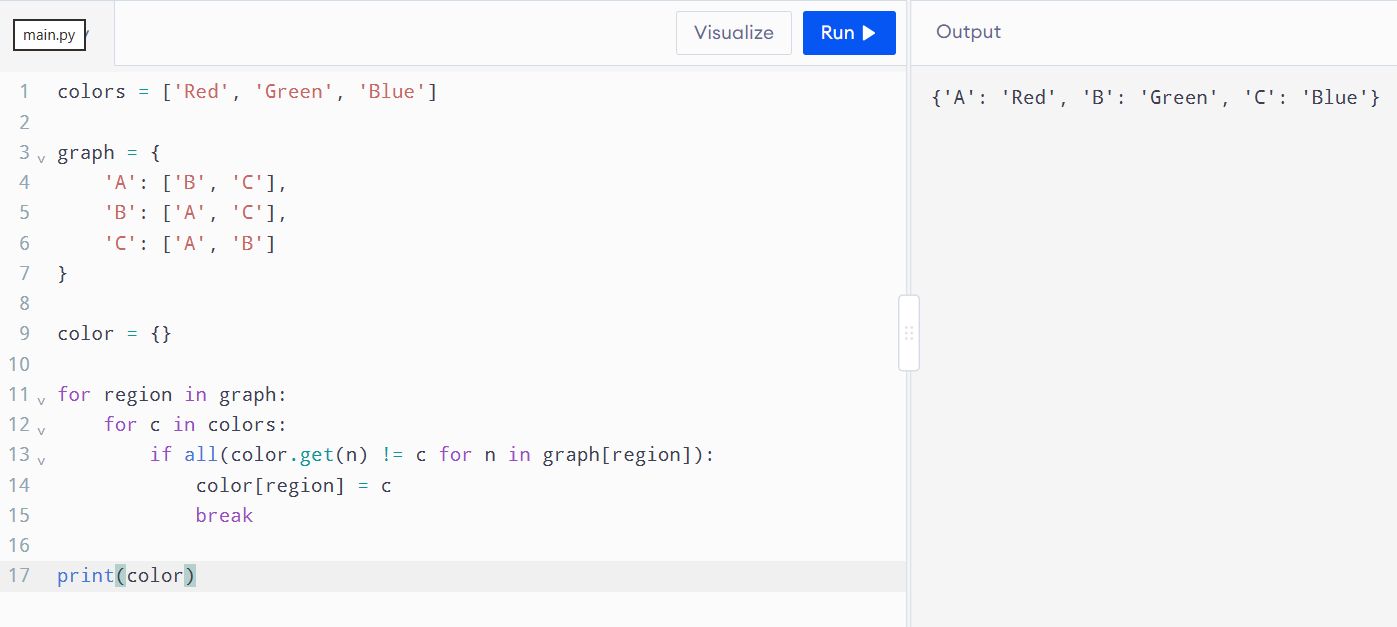 main.py
Visualize
Run
Output
1 colors = ['Red', 'Green', 'Blue']
2
3 graph = {
4     'A': ['B', 'C'],
5     'B': ['A', 'C'],
6     'C': ['A', 'B']
7 }
8
9 color = {}
10
11 for region in graph:
12     for c in colors:
13         if all(color.get(n) != c for n in graph[region]):
14             color[region] = c
15             break
16
17 print(color)
{'A': 'Red', 'B': 'Green', 'C': 'Blue'}